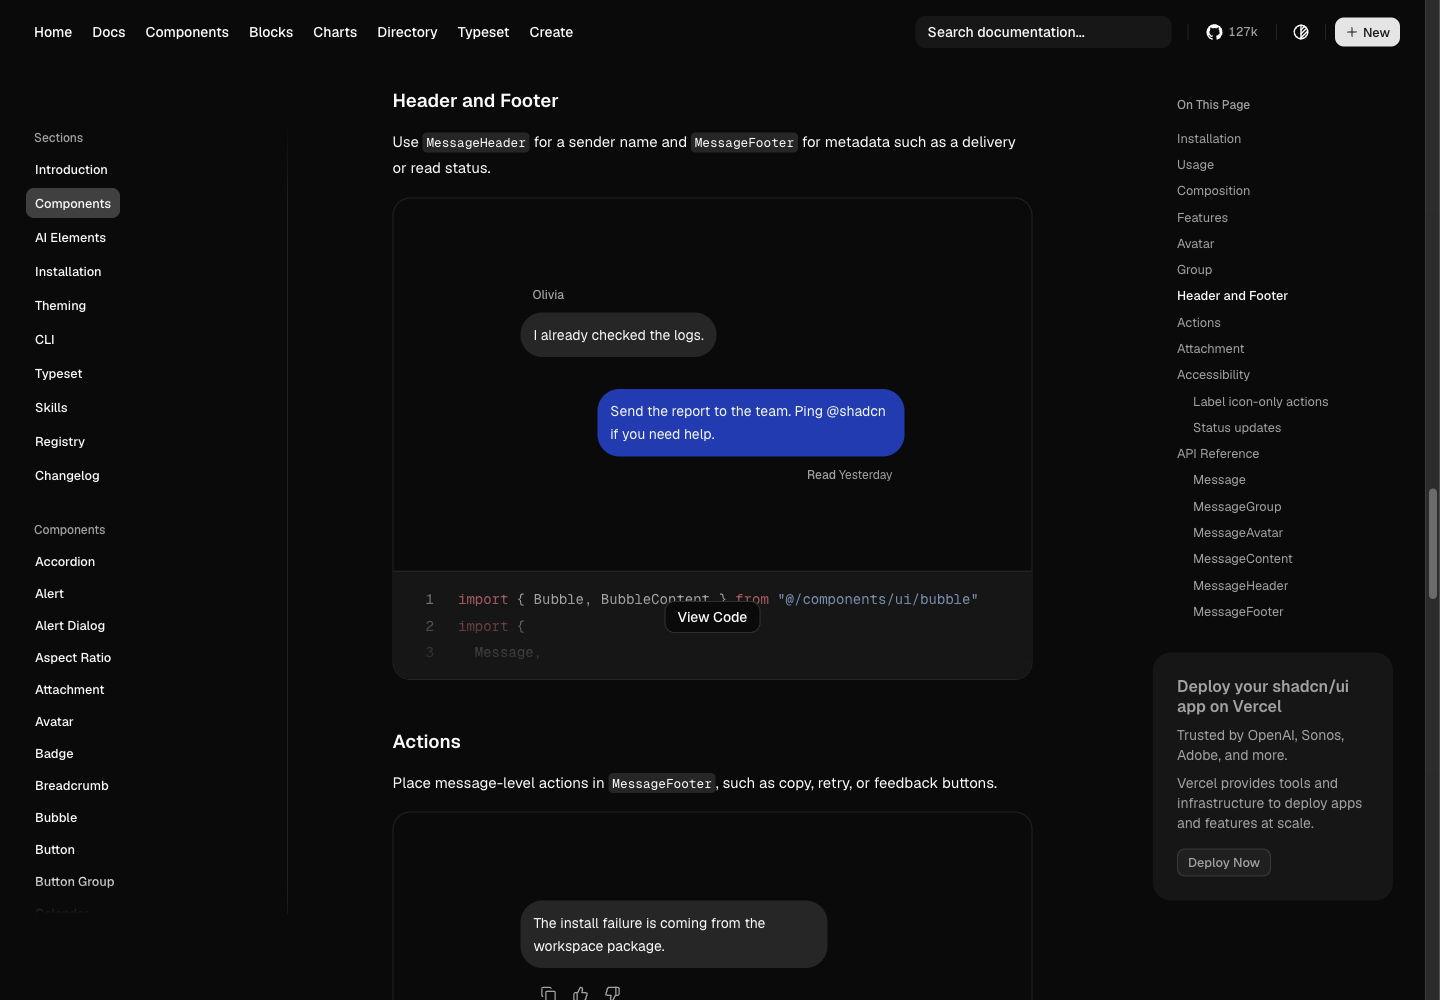 Home Docs Components Blocks Charts Directory Typeset Create
Search documentation...
127k
New
Sections
Introduction
Components
AI Elements
Installation
Theming
CLI
Typeset
Skills
Registry
Changelog
Components
Accordion
Alert
Alert Dialog
Aspect Ratio
Attachment
Avatar
Badge
Breadcrumb
Bubble
Button
Button Group
Calendar
Header and Footer
Use MessageHeader for a sender name and MessageFooter for metadata such as a delivery
or read status.
Olivia
I already checked the logs.
Send the report to the team. Ping @shadcn
if you need help.
Read Yesterday
1 import { Bubble, BubbleContent } from "@/components/ui/bubble"
2 import {
3 Message,
View Code
Actions
Place message-level actions in MessageFooter, such as copy, retry, or feedback buttons.
The install failure is coming from the
workspace package.
On This Page
Installation
Usage
Composition
Features
Avatar
Group
Header and Footer
Actions
Attachment
Accessibility
Label icon-only actions
Status updates
API Reference
Message
MessageGroup
MessageAvatar
MessageContent
MessageHeader
MessageFooter
Deploy your shadcn/ui
app on Vercel
Trusted by OpenAI, Sonos,
Adobe, and more.
Vercel provides tools and
infrastructure to deploy apps
and features at scale.
Deploy Now